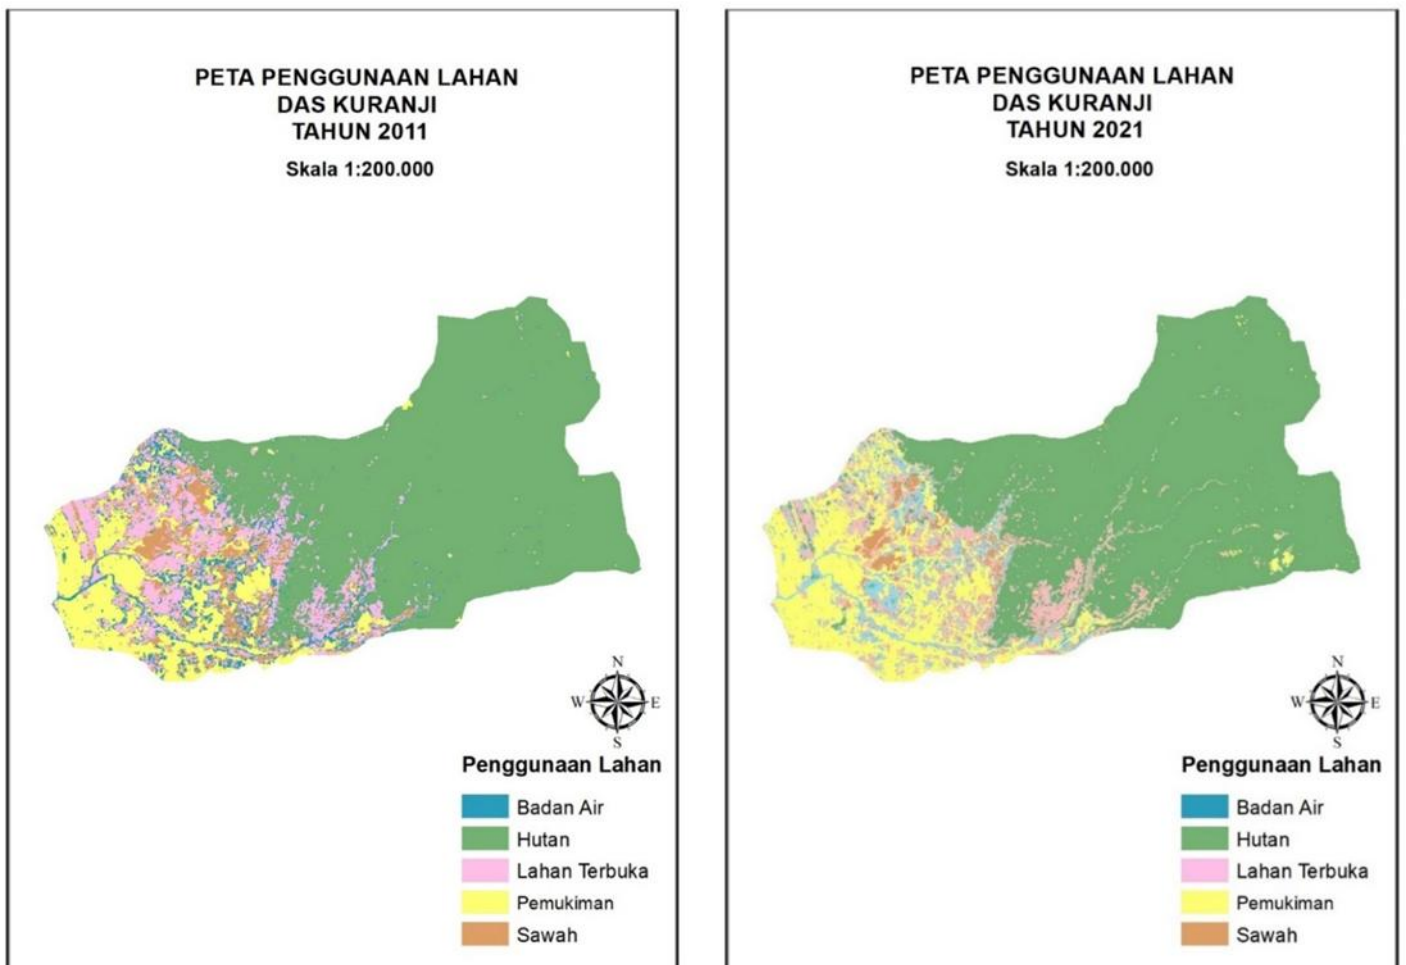 PETA PENGGUNAAN LAHAN
DAS KURANJI
TAHUN 2011
Skala 1:200.000
N
W
E
S
Penggunaan Lahan
Badan Air
Hutan
Lahan Terbuka
Pemukiman
Sawah
PETA PENGGUNAAN LAHAN
DAS KURANJI
TAHUN 2021
Skala 1:200.000
N
W
E
S
Penggunaan Lahan
Badan Air
Hutan
Lahan Terbuka
Pemukiman
Sawah